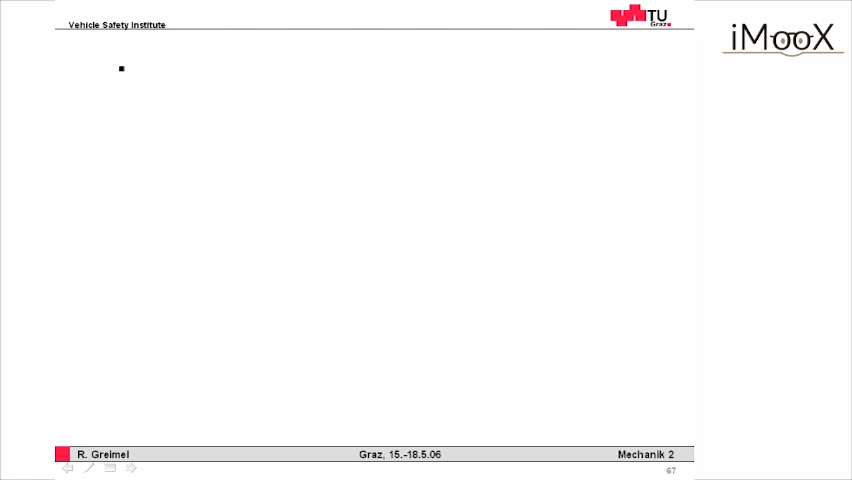 Vehicle Safety Institute
TU
Graz
iMooX
R. Greimel
Graz, 15.-18.5.06
Mechanik 2
67